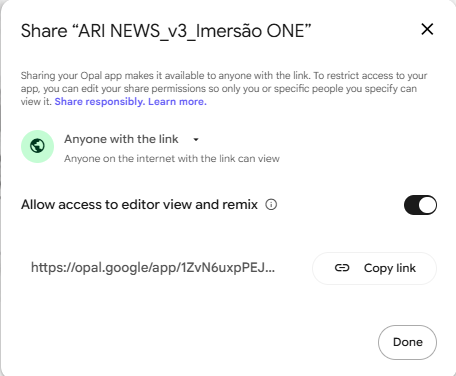 Share “ARI NEWS_v3_Imersão ONE”
Sharing your Opal app makes it available to anyone with the link. To restrict access to your
app, you can edit your share permissions so only you or specific people you specify can
view it. Share responsibly. Learn more.
Anyone with the link
Anyone on the internet with the link can view
Allow access to editor view and remix
https://opal.google/app/1ZvN6uxpPEJ...
Copy link
Done